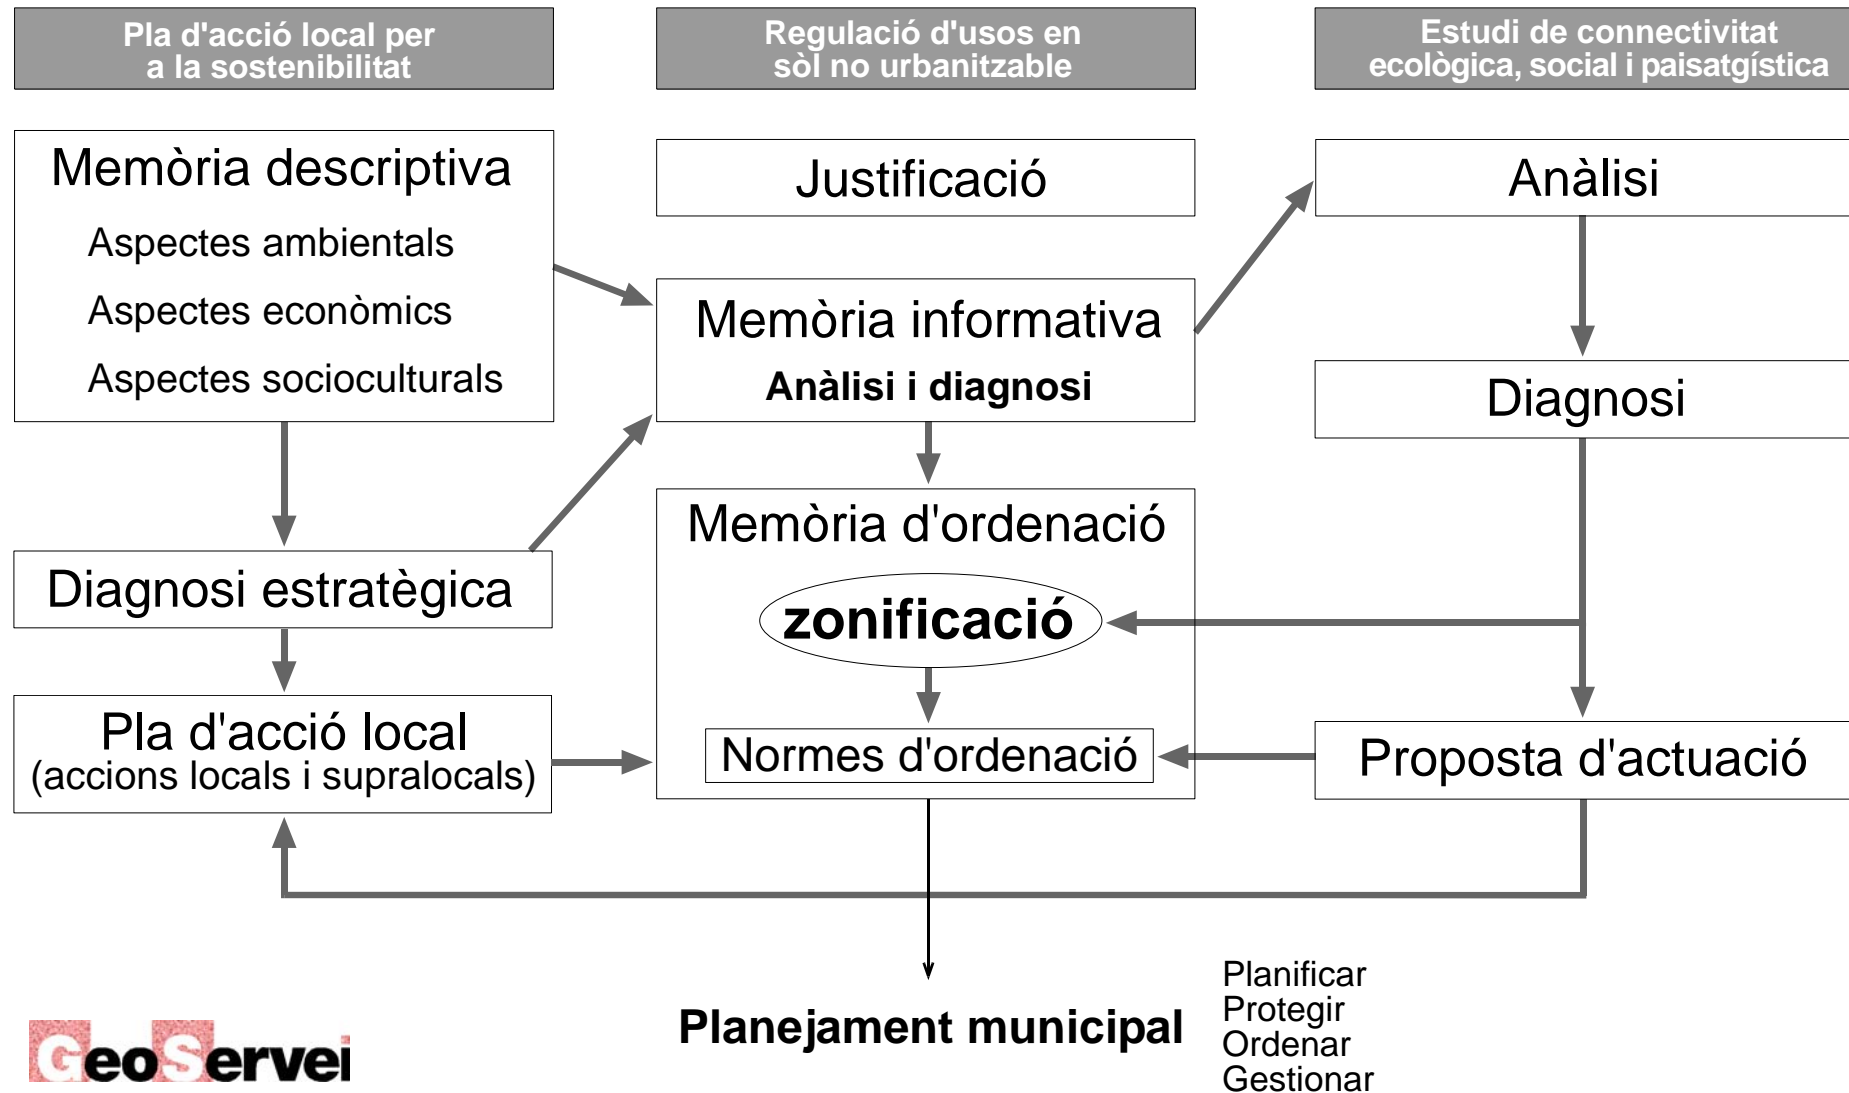 Pla d'acció local per
a la sostenibilitat
Memòria descriptiva
Aspectes ambientals
Aspectes econòmics
Aspectes socioculturals
Diagnosi estratègica
Pla d'acció local
(accions locals i supralocals)
Regulació d'usos en
sòl no urbanitzable
Justificació
Memòria informativa
Anàlisi i diagnosi
Memòria d'ordenació
zonificació
Normes d'ordenació
Estudi de connectivitat
ecològica, social i paisatgística
Anàlisi
Diagnosi
Proposta d'actuació
Planejament municipal
Planificar
Protegir
Ordenar
Gestionar
GeoServei